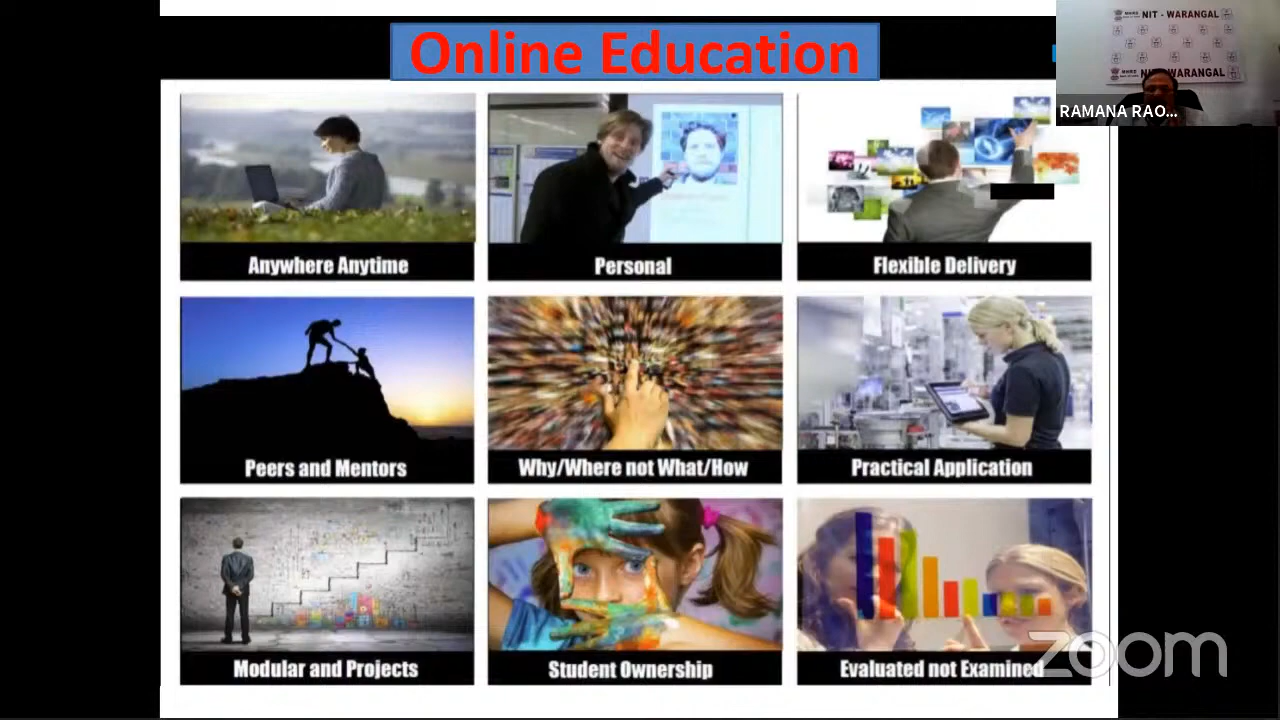 Online Education
NIT - WARANGAL
RAMANA RAO...
Anywhere Anytime
Personal
Flexible Delivery
Peers and Mentors
Why/Where not What/How
Practical Application
Modular and Projects
Student Ownership
Evaluated not Examined
zoom